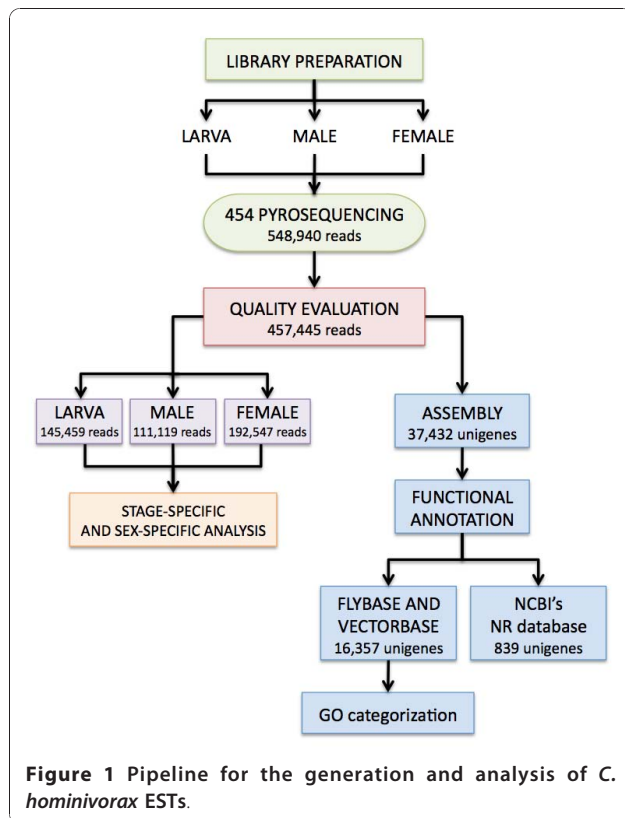 LIBRARY PREPARATION
LARVA MALE FEMALE
454 PYROSEQUENCING
548,940 reads
QUALITY EVALUATION
457,445 reads
LARVA
145,459 reads
MALE
111,119 reads
FEMALE
192,547 reads
STAGE-SPECIFIC
AND SEX-SPECIFIC ANALYSIS
ASSEMBLY
37,432 unigenes
FUNCTIONAL
ANNOTATION
FLYBASE AND
VECTORBASE
16,357 unigenes
NCBI's
NR database
839 unigenes
GO categorization
Figure 1 Pipeline for the generation and analysis of C.
hominivorax ESTs.